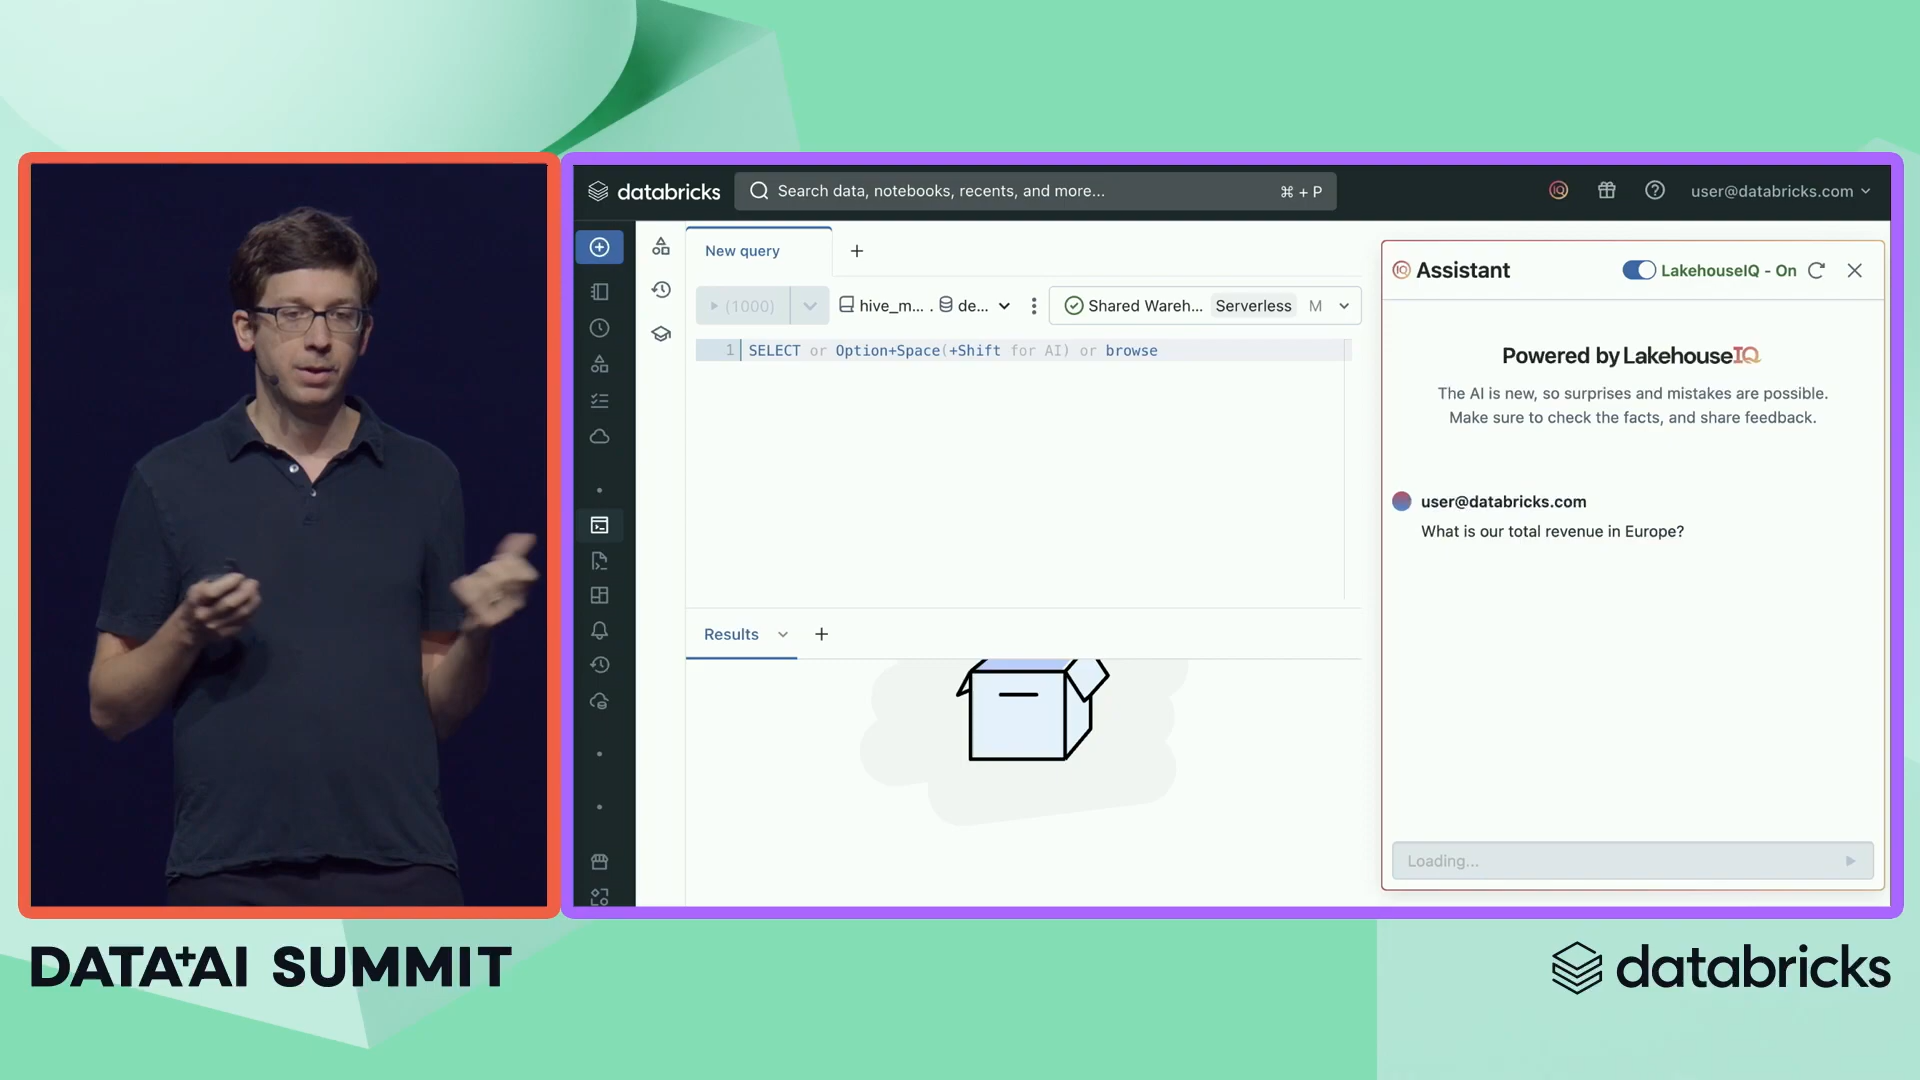 databricks
Search data, notebooks, recents, and more...
⌘ + P
IQ
user@databricks.com
New query
(1000)
hive_m... . de...
Shared Wareh... Serverless M
1 SELECT or Option+Space(+Shift for AI) or browse
Results
IQ Assistant
LakehouseIQ - On
Powered by LakehouseIQ
The AI is new, so surprises and mistakes are possible.
Make sure to check the facts, and share feedback.
user@databricks.com
What is our total revenue in Europe?
Loading...
DATA+AI SUMMIT
databricks